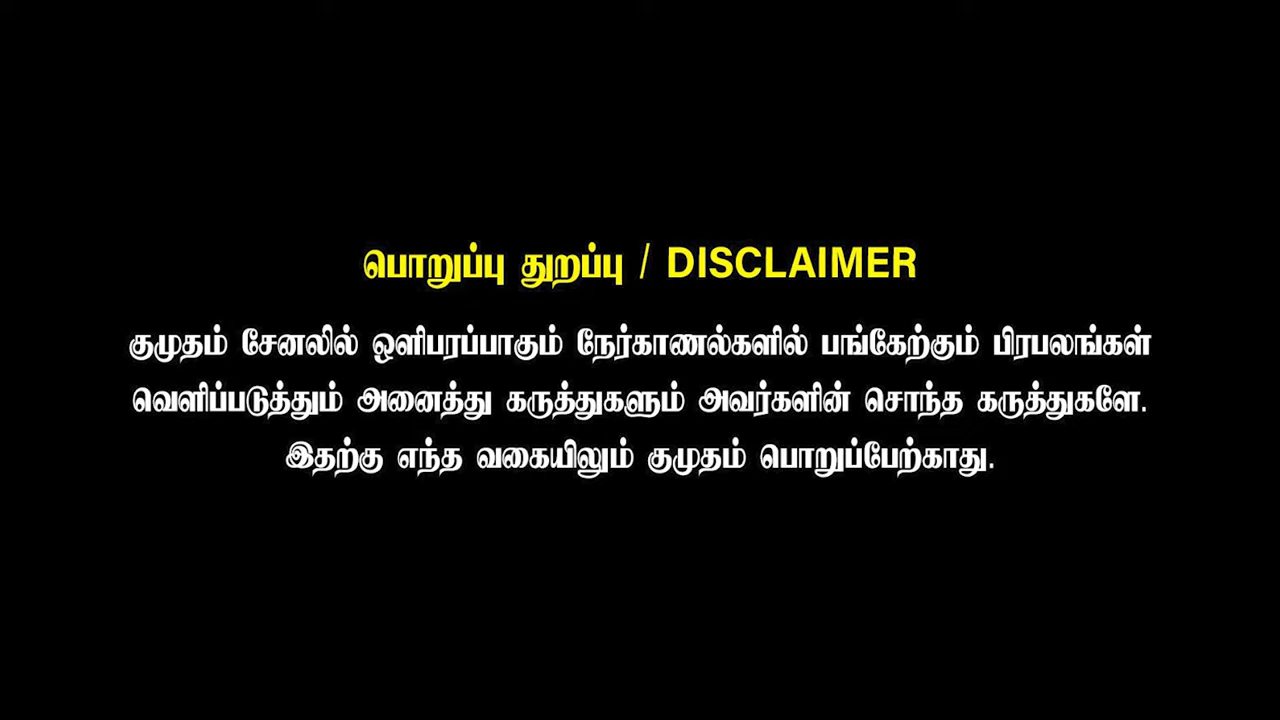 பொறுப்பு துறப்பு / DISCLAIMER
குமுதம் சேனலில் ஒளிபரப்பாகும் நேர்காணல்களில் பங்கேற்கும் பிரபலங்கள்
வெளிப்படுத்தும் அனைத்து கருத்துகளும் அவர்களின் சொந்த கருத்துகளே.
இதற்கு எந்த வகையிலும் குமுதம் பொறுப்பேற்காது.